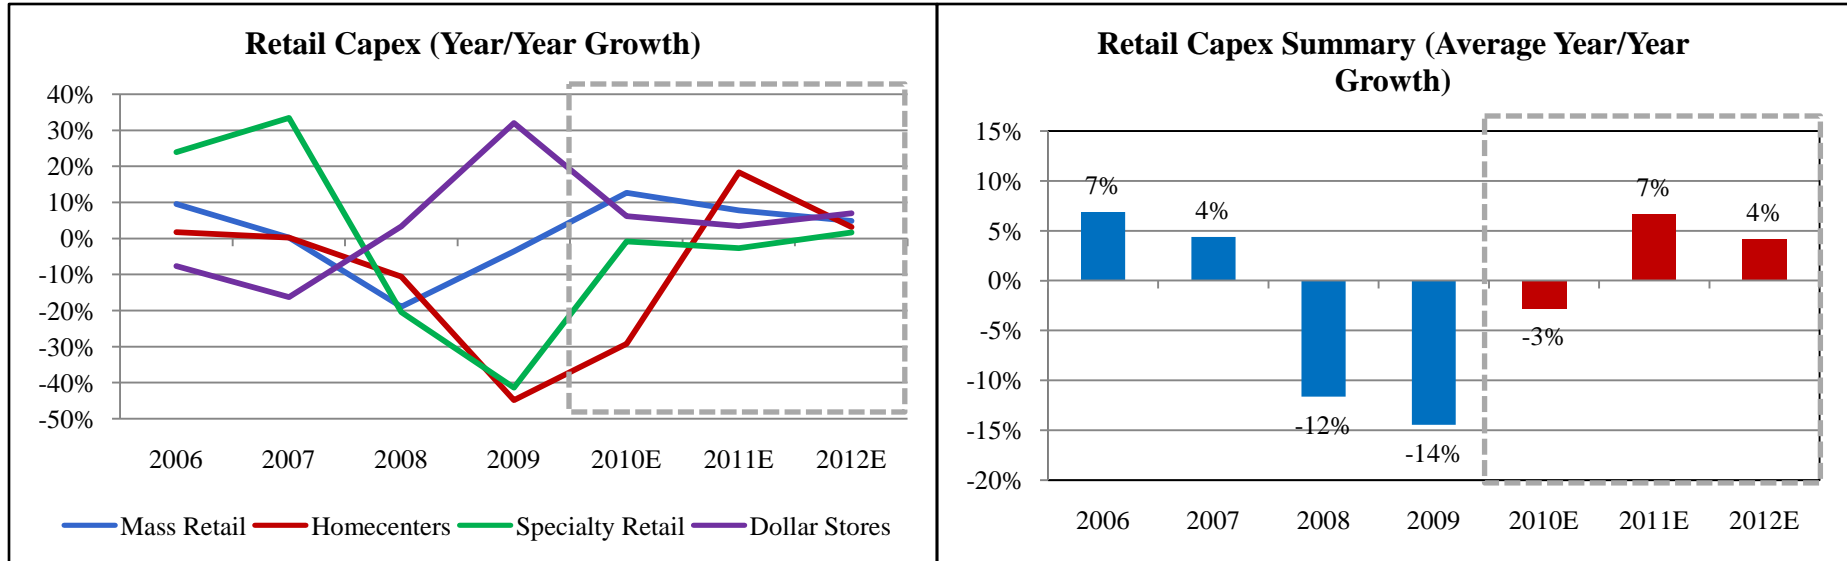 Retail Capex (Year/Year Growth)
40%
30%
20%
10%
0%
-10%
-20%
-30%
-40%
-50%
2006 2007 2008 2009 2010E 2011E 2012E
Mass Retail Homecenters Specialty Retail Dollar Stores
Retail Capex Summary (Average Year/Year
Growth)
15%
10%
5%
0%
-5%
-10%
-15%
-20%
7% 4% -12% -14% -3% 7% 4%
2006 2007 2008 2009 2010E 2011E 2012E